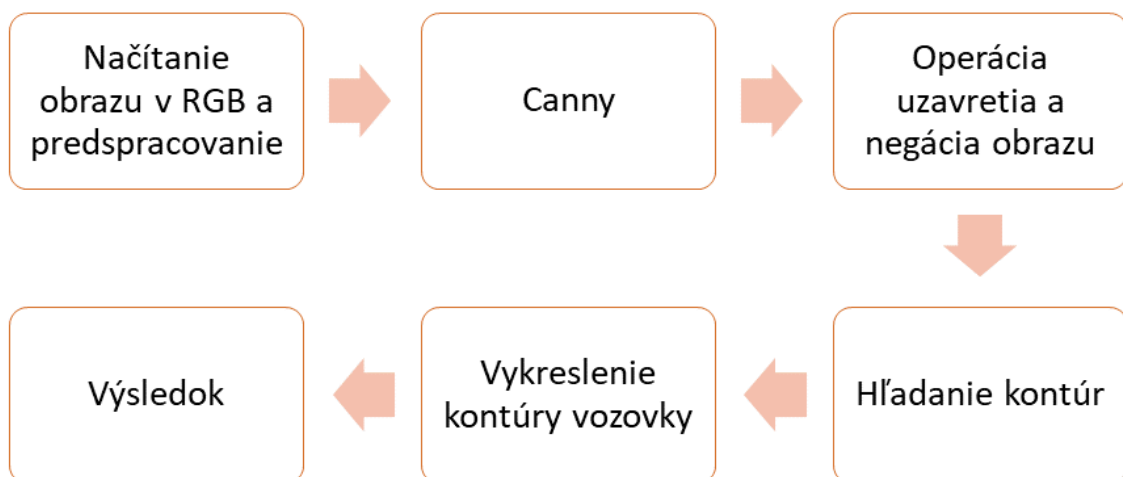 Načítanie
obrazu v RGB a
predspracovanie
Canny
Operácia
uzavretia a
negácia obrazu
Hľadanie kontúr
Vykreslenie
kontúry vozovky
Výsledok